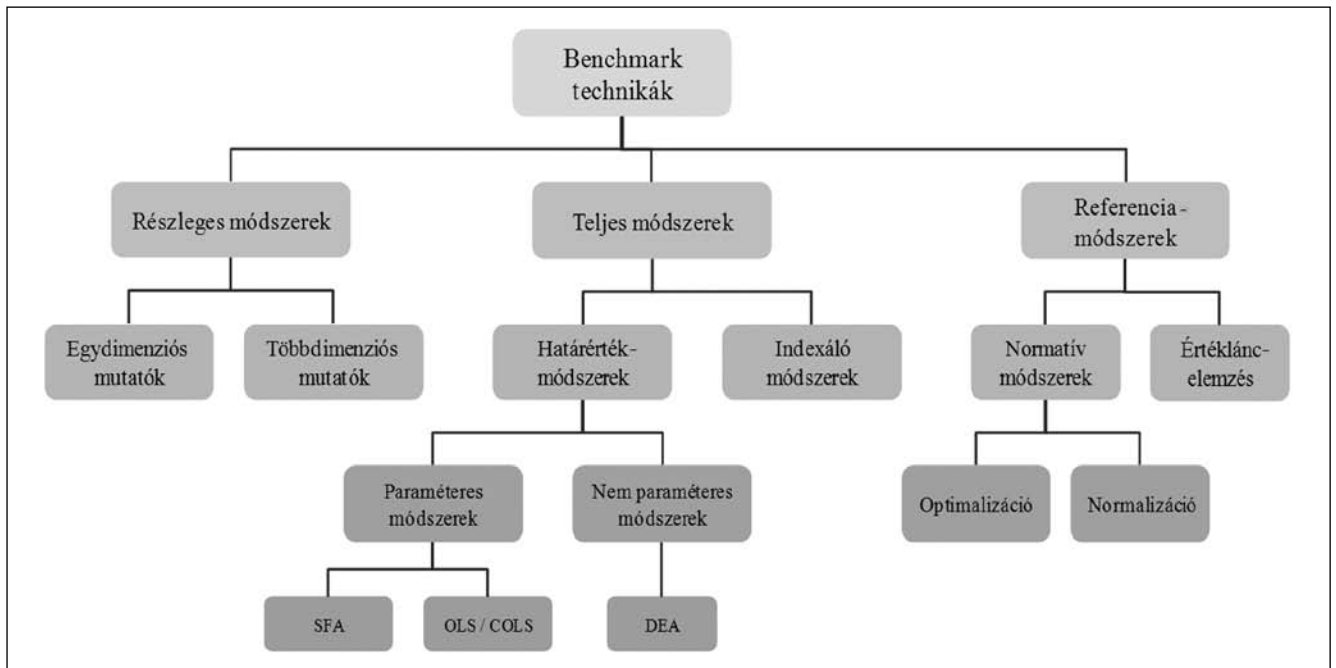 Benchmark
technikák
Részleges módszerek
Teljes módszerek
Referencia-
módszerek
Egydimenziós
mutatók
Többdimenziós
mutatók
Határérték-
módszerek
Indexáló
módszerek
Normatív
módszerek
Értéklánc-
elemzés
Paraméteres
módszerek
Nem paraméteres
módszerek
Optimalizáció
Normalizáció
SFA
OLS / COLS
DEA